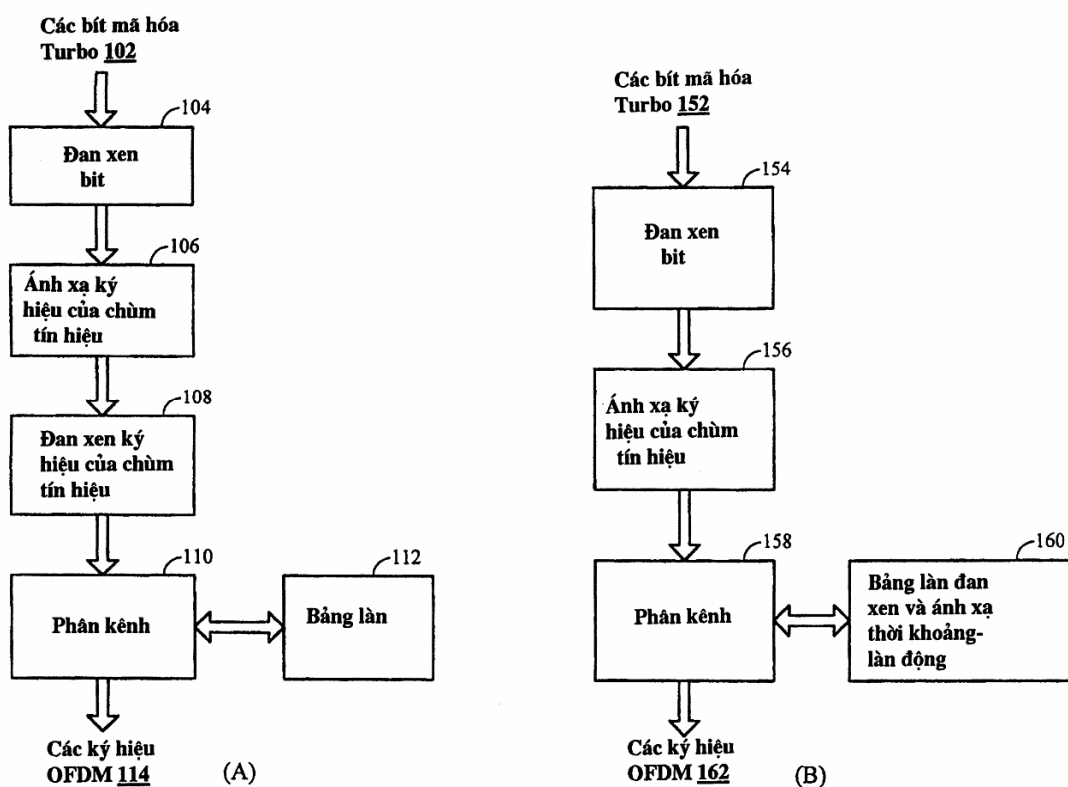 Các bít mã hóa
Turbo 102
104
Đan xen
bit
106
Ánh xạ ký
hiệu của chùm
tín hiệu
108
Đan xen ký
hiệu của chùm
tín hiệu
110
Phân kênh
112
Bảng làn
Các ký hiệu
OFDM 114
(A)
Các bít mã hóa
Turbo 152
154
Đan xen
bit
156
Ánh xạ ký
hiệu của chùm
tín hiệu
158
Phân kênh
160
Bảng làn đan
xen và ánh xạ
thời khoảng-
làn động
Các ký hiệu
OFDM 162
(B)